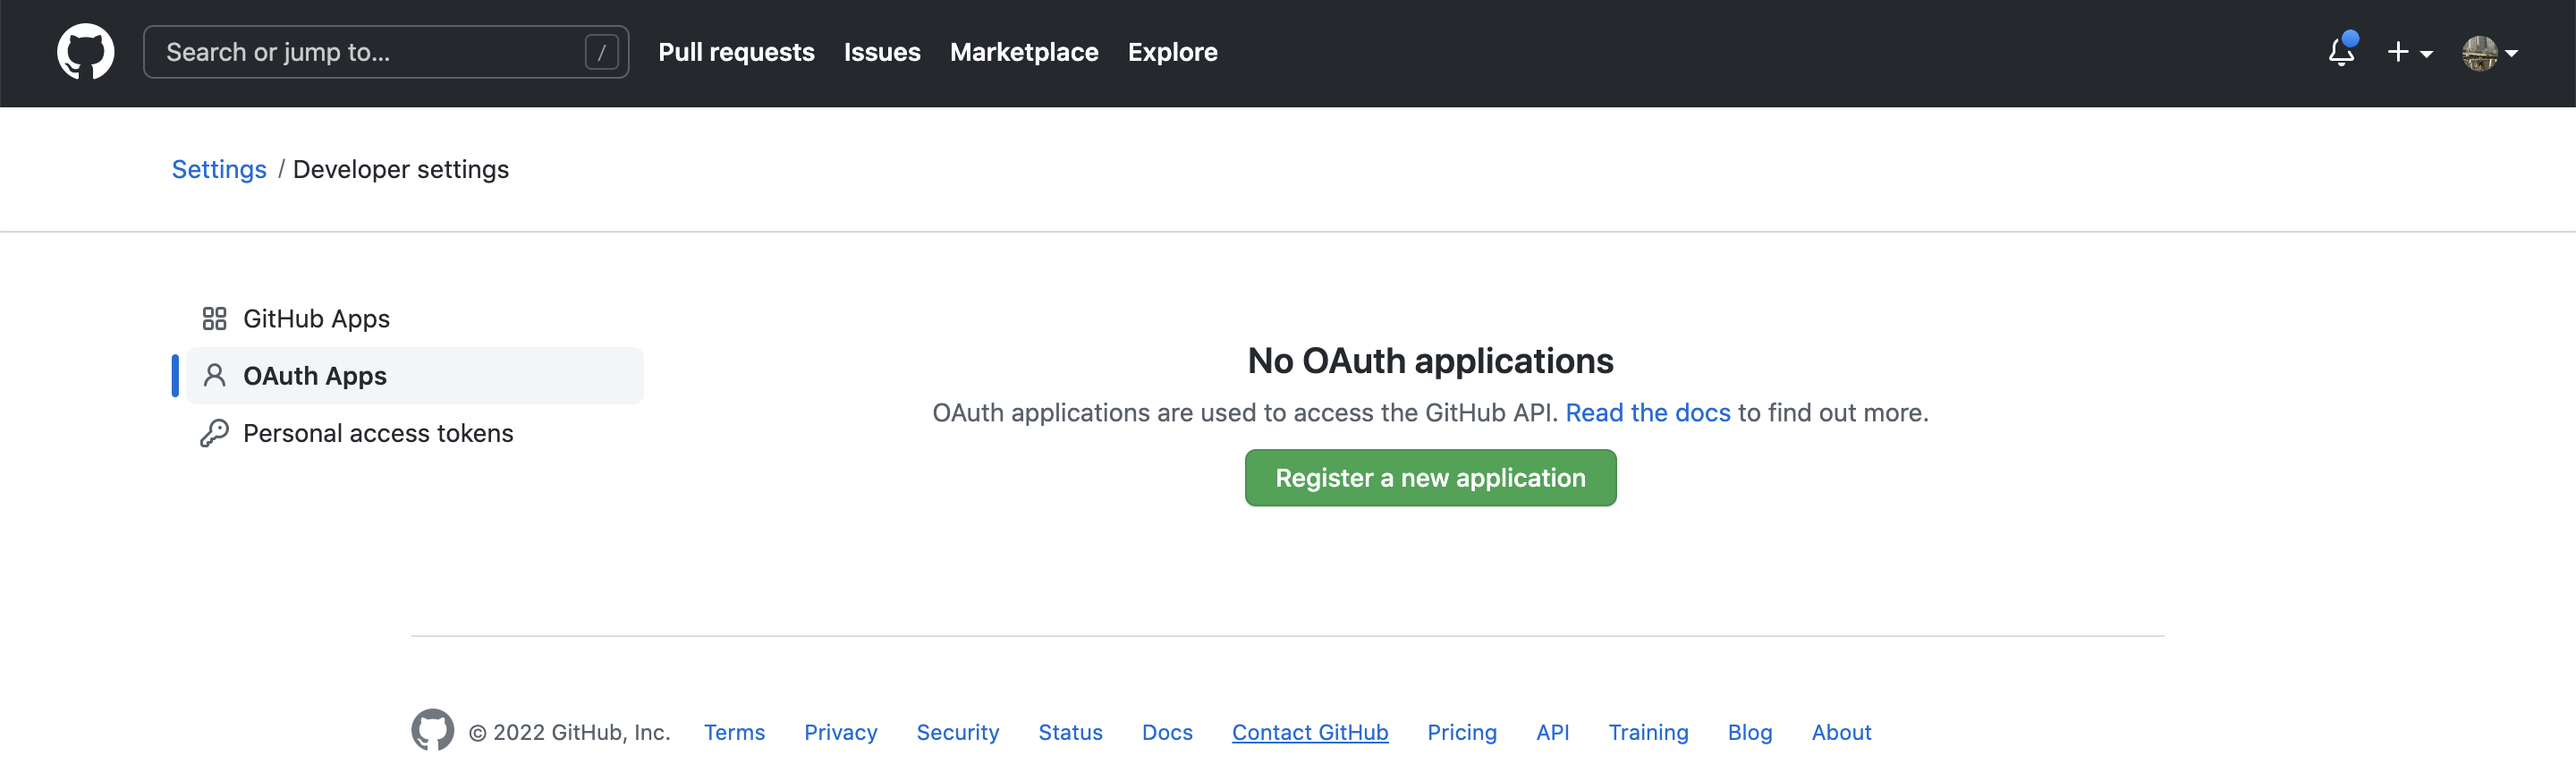 Search or jump to... /
Pull requests Issues Marketplace Explore
Settings / Developer settings
GitHub Apps
OAuth Apps
Personal access tokens
No OAuth applications
OAuth applications are used to access the GitHub API. Read the docs to find out more.
Register a new application
© 2022 GitHub, Inc. Terms Privacy Security Status Docs Contact GitHub Pricing API Training Blog About